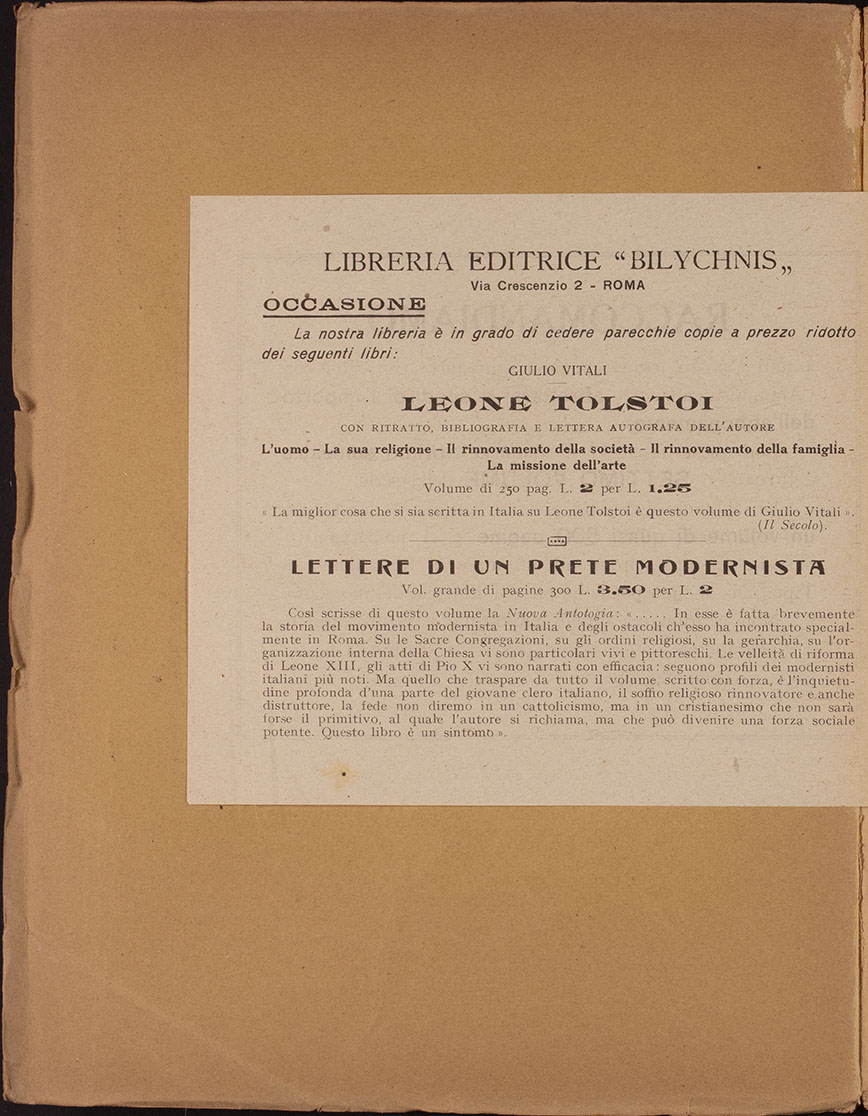 LIBRERIA EDITRICE “BILYCHNIS„
Via Crescenzio 2 - ROMA
OCCASIONE
La nostra libreria è in grado di cedere parecchie copie a prezzo ridotto
dei seguenti libri:
GIULIO VITALI
LEONE TOLSTOI
CON RITRATTO, BIBLIOGRAFIA E LETTERA AUTOGRAFA DELL'AUTORE
L'uomo – La sua religione – Il rinnovamento della società - Il rinnovamento della famiglia -
La missione dell'arte
Volume di 250 pag. L. 2 per L. 1.25
« La miglior cosa che si sia scritta in Italia su Leone Tolstoi è questo volume di Giulio Vitali ».
(Il Secolo).
LETTERE DI UN PRETE MODERNISTA
Vol. grande di pagine 300 L. 3.50 per L. 2
Così scrisse di questo volume la Nuova Antologia: « ..... In esse è fatta brevemente
la storia del movimento modernista in Italia e degli ostacoli ch'esso ha incontrato special-
mente in Roma. Su le Sacre Congregazioni, su gli ordini religiosi, su la gerarchia, su l'or-
ganizzazione interna della Chiesa vi sono particolari vivi e pittoreschi. Le velleità di riforma
di Leone XIII, gli atti di Pio X vi sono narrati con efficacia: seguono profili dei modernisti
italiani più noti. Ma quello che traspare da tutto il volume, scritto con forza, è l'inquietu-
dine profonda d'una parte del giovane clero italiano, il soffio religioso rinnovatore e anche
distruttore, la fede non diremo in un cattolicismo, ma in un cristianesimo che non sarà
forse il primitivo, al quale l'autore si richiama, ma che può divenire una forza sociale
potente. Questo libro è un sintomo ».